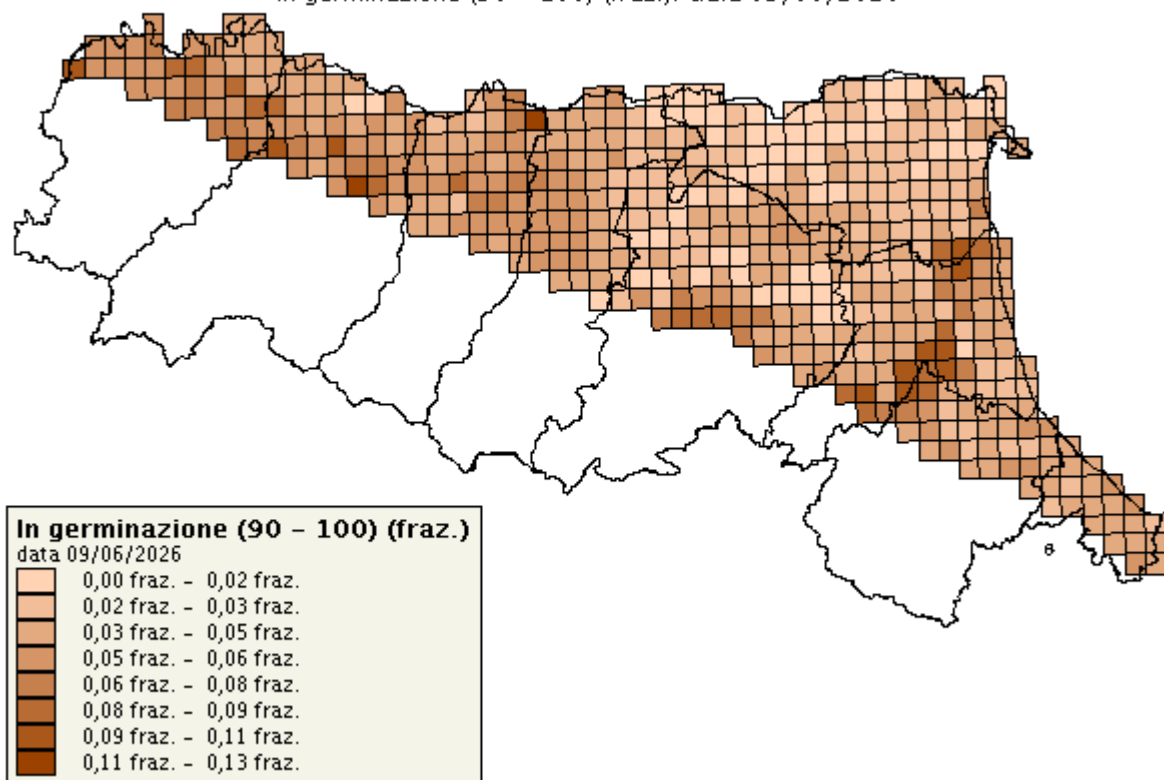 In germinazione (90 – 100) (fraz.)
data 09/06/2026
0,00 fraz. – 0,02 fraz.
0,02 fraz. – 0,03 fraz.
0,03 fraz. – 0,05 fraz.
0,05 fraz. – 0,06 fraz.
0,06 fraz. – 0,08 fraz.
0,08 fraz. – 0,09 fraz.
0,09 fraz. – 0,11 fraz.
0,11 fraz. – 0,13 fraz.